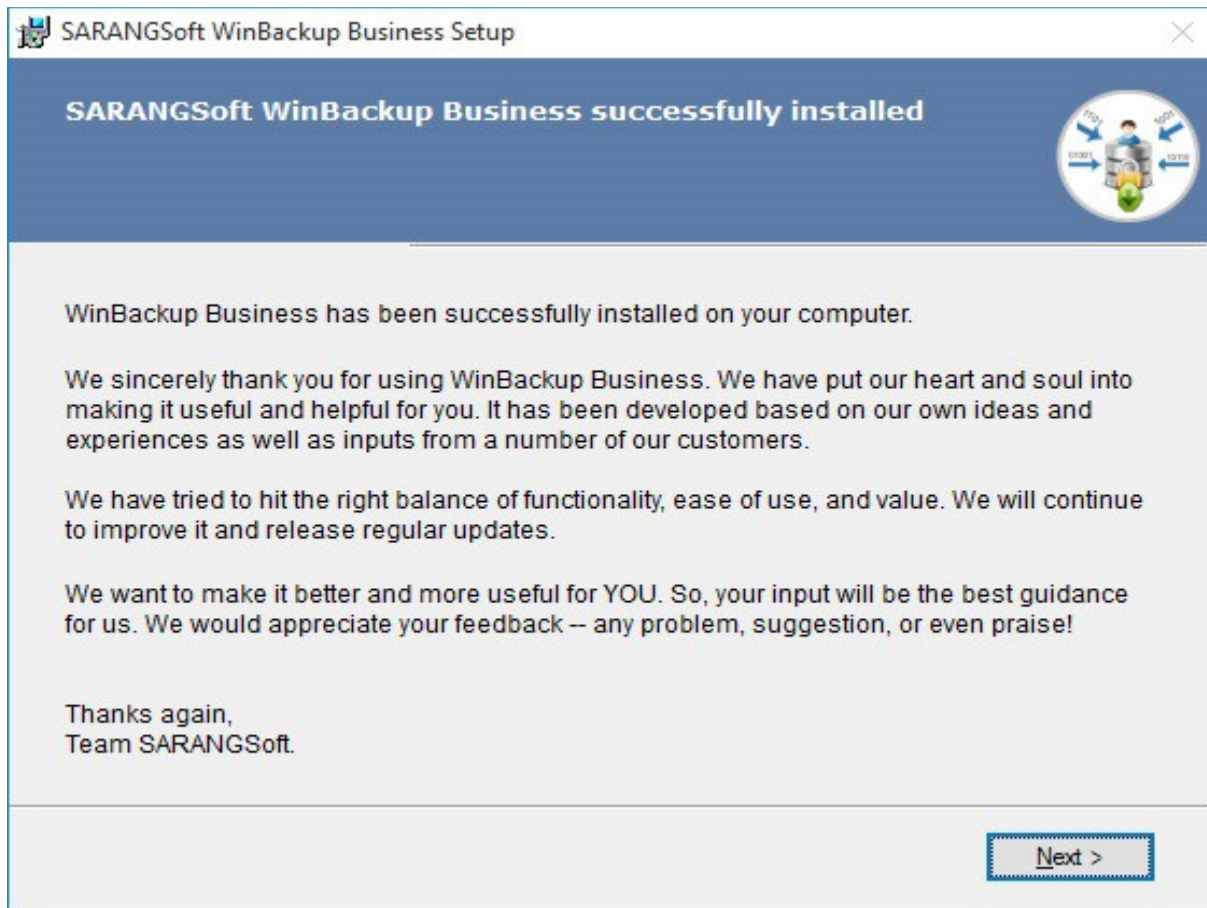 SARANGSoft WinBackup Business Setup
SARANGSoft WinBackup Business successfully installed
1101
1001
01001
10110
WinBackup Business has been successfully installed on your computer.
We sincerely thank you for using WinBackup Business. We have put our heart and soul into
making it useful and helpful for you. It has been developed based on our own ideas and
experiences as well as inputs from a number of our customers.
We have tried to hit the right balance of functionality, ease of use, and value. We will continue
to improve it and release regular updates.
We want to make it better and more useful for YOU. So, your input will be the best guidance
for us. We would appreciate your feedback -- any problem, suggestion, or even praise!
Thanks again,
Team SARANGSoft.
Next >